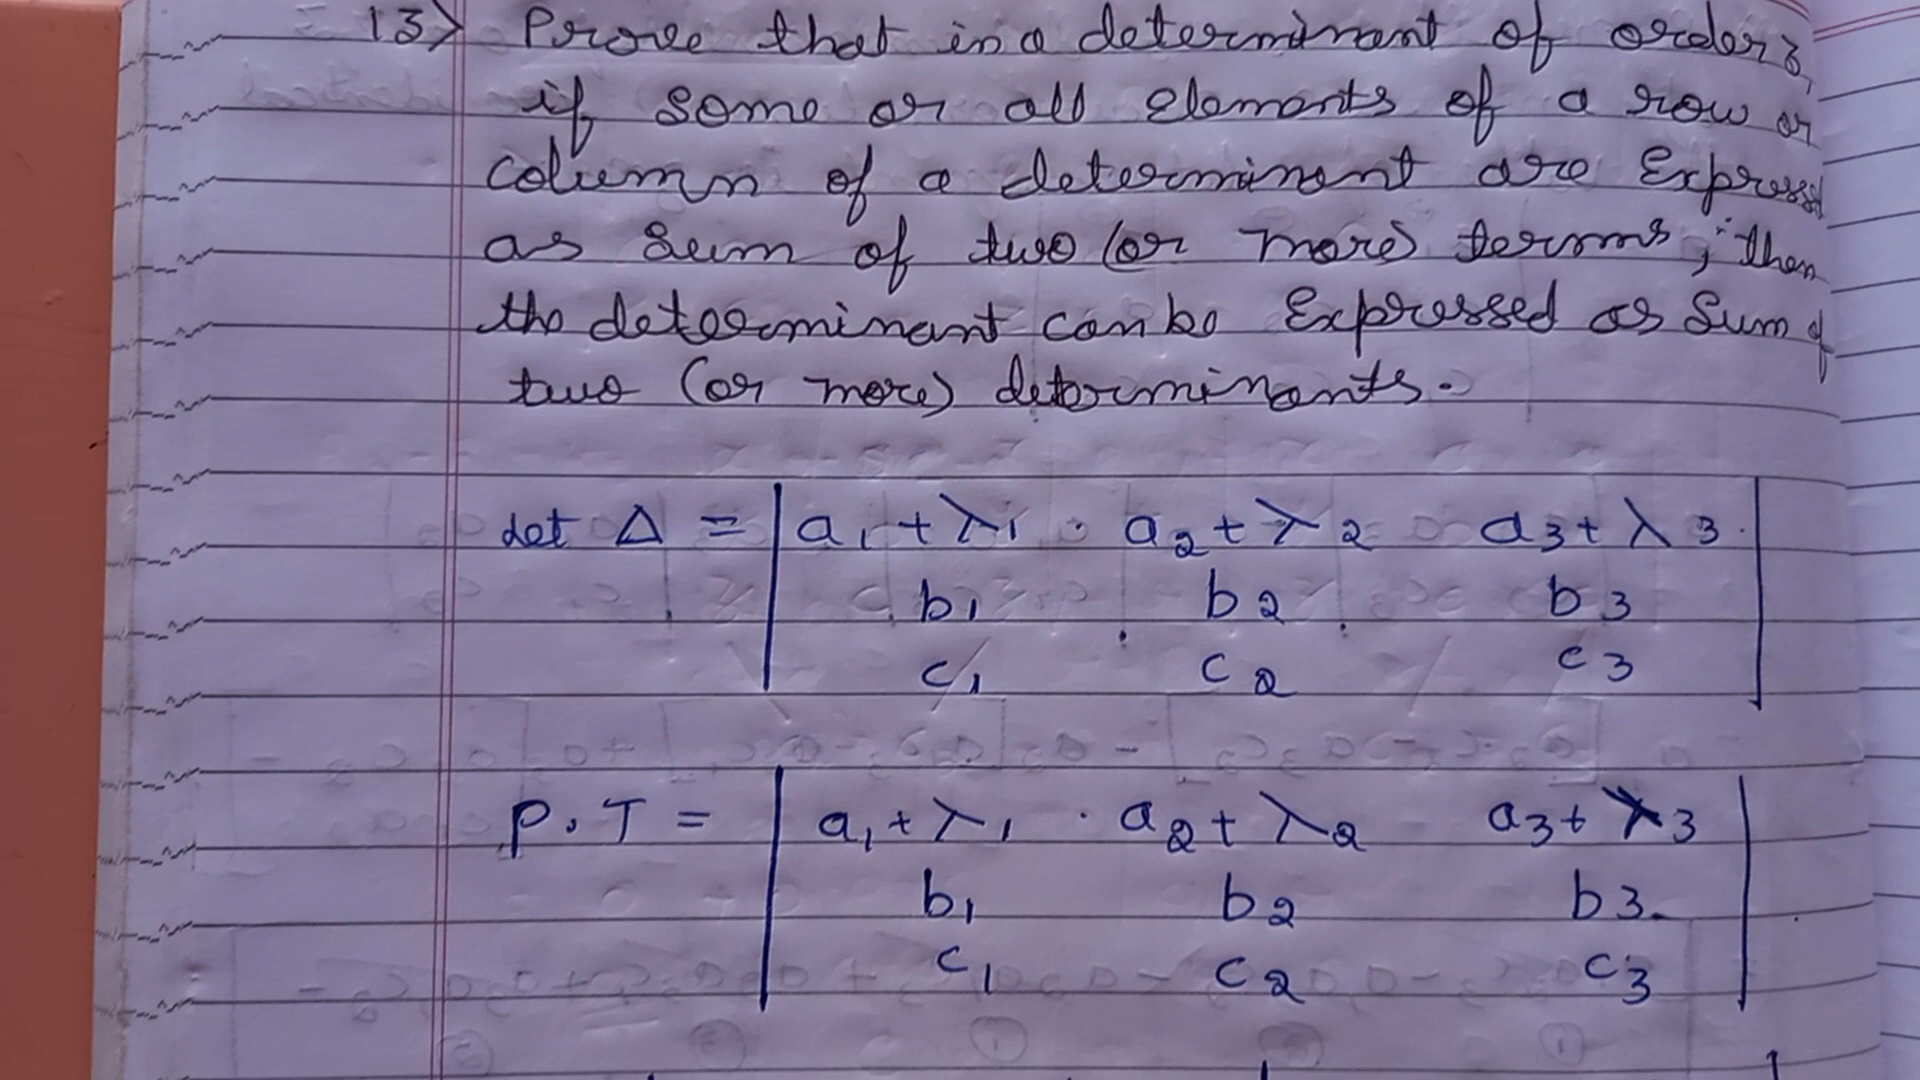 13) Prove that in a determinant of order 3,
if some or all elements of a row or
column of a determinant are Expressed
as sum of two (or more) terms, then
the determinant can be Expressed as Sum of
two (or more) determinants.
let Δ = | a₁ + λ₁ a₂ + λ₂ a₃ + λ₃ |
b₁ b₂ b₃
c₁ c₂ c₃
P.T = | a₁ + λ₁ a₂ + λ₂ a₃ + λ₃ |
b₁ b₂ b₃
c₁ c₂ c₃